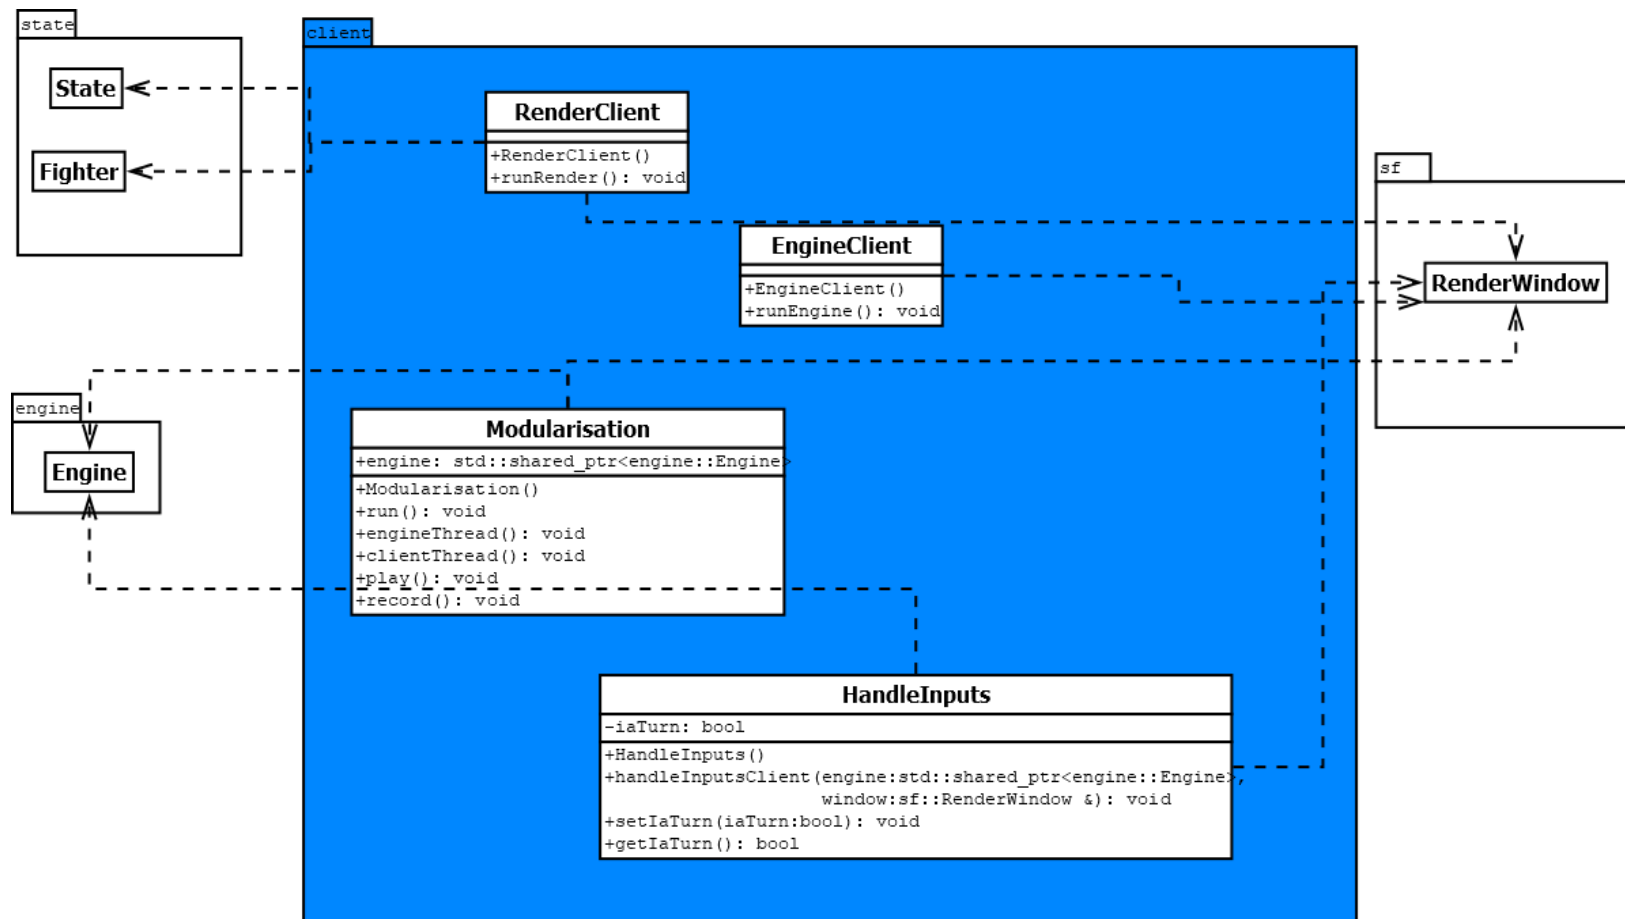 state
State
Fighter
client
RenderClient
+RenderClient()
+runRender(): void
EngineClient
+EngineClient()
+runEngine(): void
sf
RenderWindow
engine
Engine
Modularisation
+engine: std::shared_ptr<engine::Engine>
+Modularisation()
+run(): void
+engineThread(): void
+clientThread(): void
+play(): void
+record(): void
HandleInputs
-iaTurn: bool
+HandleInputs()
+handleInputsClient(engine:std::shared_ptr<engine::Engine>,
window:sf::RenderWindow &): void
+setIaTurn(iaTurn:bool): void
+getIaTurn(): bool